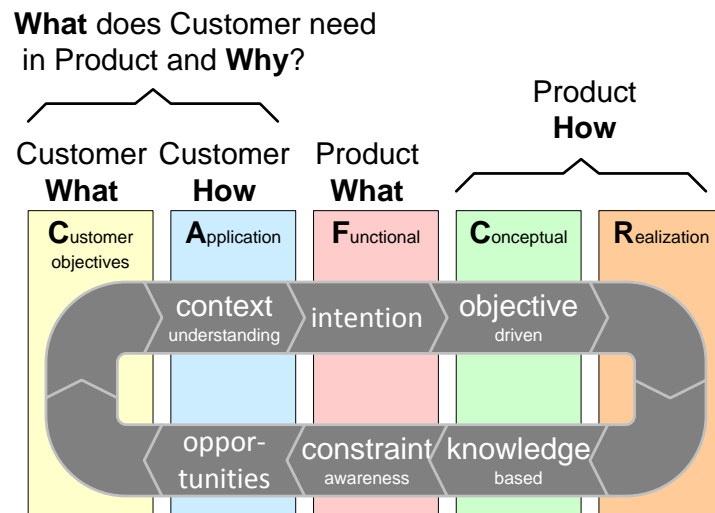 What does Customer need
in Product and Why?
Product
How
Customer Customer Product
What How What
Customer Application Functional Conceptual Realization
objectives
context intention objective
understanding driven
oppor- constraint knowledge
tunities awareness based